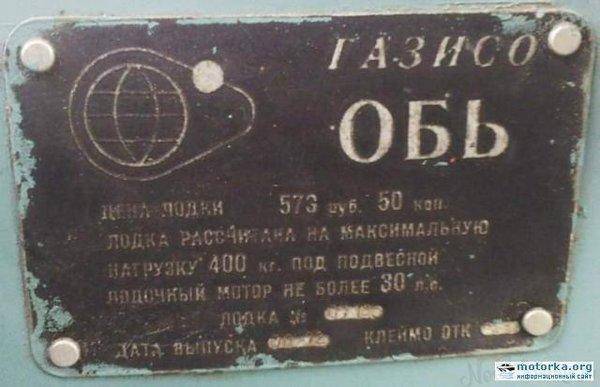 ГАЗИСО
ОБЬ
ЦЕНА ЛОДКИ 573 руб. 50 коп.
ЛОДКА РАССЧИТАНА НА МАКСИМАЛЬНУЮ
НАГРУЗКУ 400 кг. ПОД ПОДВЕСНОЙ
ЛОДОЧНЫЙ МОТОР НЕ БОЛЕЕ 30 л.с.
ЛОДКА №
ДАТА ВЫПУСКА КЛЕЙМО ОТК
motorka.org
информационный сайт